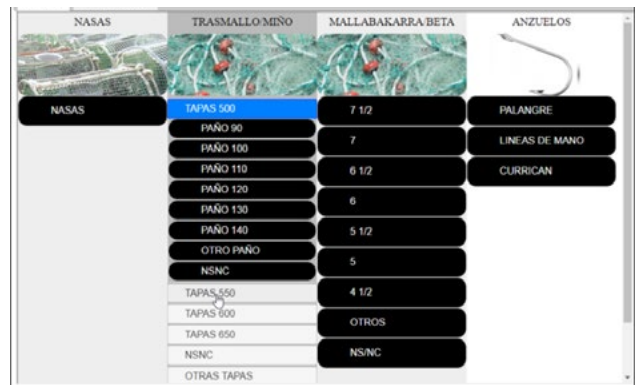 NASAS
TRASMALLO/MIÑO
MALLABAKARRA/BETA
ANZUELOS
NASAS
TAPAS 500
PAÑO 90
PAÑO 100
PAÑO 110
PAÑO 120
PAÑO 130
PAÑO 140
OTRO PAÑO
NSNC
TAPAS 550
TAPAS 600
TAPAS 650
NSNC
OTRAS TAPAS
7 1/2
7
6 1/2
6
5 1/2
5
4 1/2
OTROS
NS/NC
PALANGRE
LINEAS DE MANO
CURRICAN